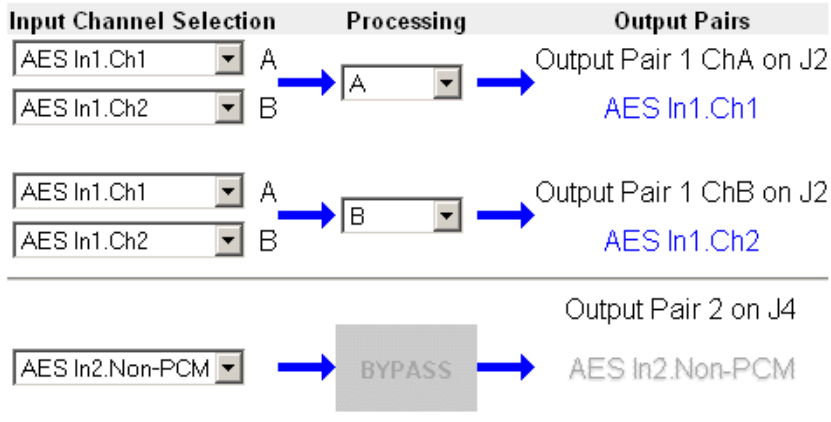 Input Channel Selection Processing Output Pairs
AES In1.Ch1 A Output Pair 1 ChA on J2
A
AES In1.Ch2 B AES In1.Ch1
AES In1.Ch1 A Output Pair 1 ChB on J2
B
AES In1.Ch2 B AES In1.Ch2
Output Pair 2 on J4
AES In2.Non-PCM BYPASS AES In2.Non-PCM